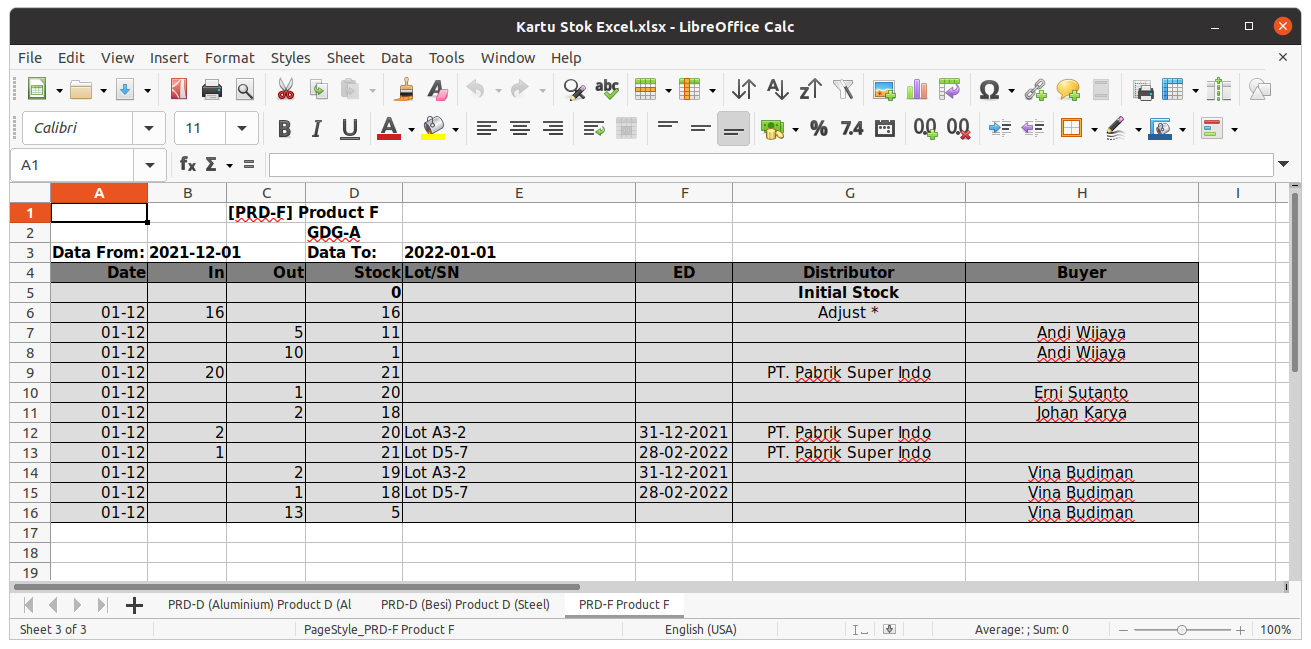 Kartu Stok Excel.xlsx - LibreOffice Calc
File Edit View Insert Format Styles Sheet Data Tools Window Help
Calibri 11 B I U A % 7.4 0.0 0.0
A1 fx Σ =
A B C D E F G H I
1 [PRD-F] Product F
2 GDG-A
3 Data From: 2021-12-01 Data To: 2022-01-01
4 Date In Out Stock Lot/SN ED Distributor Buyer
5 0 Initial Stock
6 01-12 16 16 Adjust *
7 01-12 5 11 Andi Wijaya
8 01-12 10 1 Andi Wijaya
9 01-12 20 21 PT. Pabrik Super Indo
10 01-12 1 20 Erni Sutanto
11 01-12 2 18 Johan Karya
12 01-12 2 20 Lot A3-2 31-12-2021 PT. Pabrik Super Indo
13 01-12 1 21 Lot D5-7 28-02-2022 PT. Pabrik Super Indo
14 01-12 2 19 Lot A3-2 31-12-2021 Vina Budiman
15 01-12 1 18 Lot D5-7 28-02-2022 Vina Budiman
16 01-12 13 5 Vina Budiman
17
18
19
PRD-D (Aluminium) Product D (Al PRD-D (Besi) Product D (Steel) PRD-F Product F
Sheet 3 of 3 PageStyle_PRD-F Product F English (USA) Average: ; Sum: 0 100%